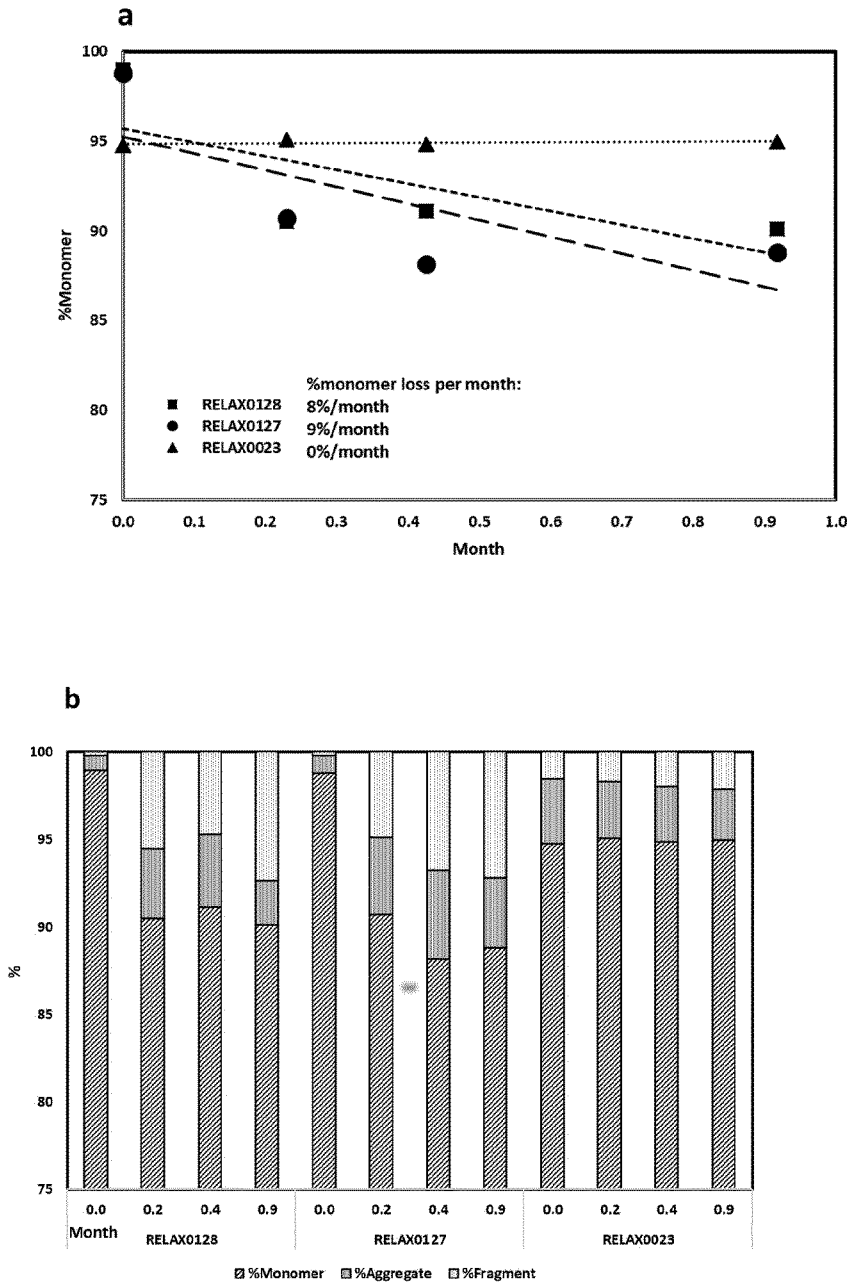 a
100
95
90
85
80
75
%Monomer
%monomer loss per month:
RELAX0128 8%/month
RELAX0127 9%/month
RELAX0023 0%/month
0.0 0.1 0.2 0.3 0.4 0.5 0.6 0.7 0.8 0.9 1.0
Month
b
100
95
90
85
80
75
%
0.0 0.2 0.4 0.9 0.0 0.2 0.4 0.9 0.0 0.2 0.4 0.9
Month
RELAX0128 RELAX0127 RELAX0023
%Monomer %Aggregate %Fragment